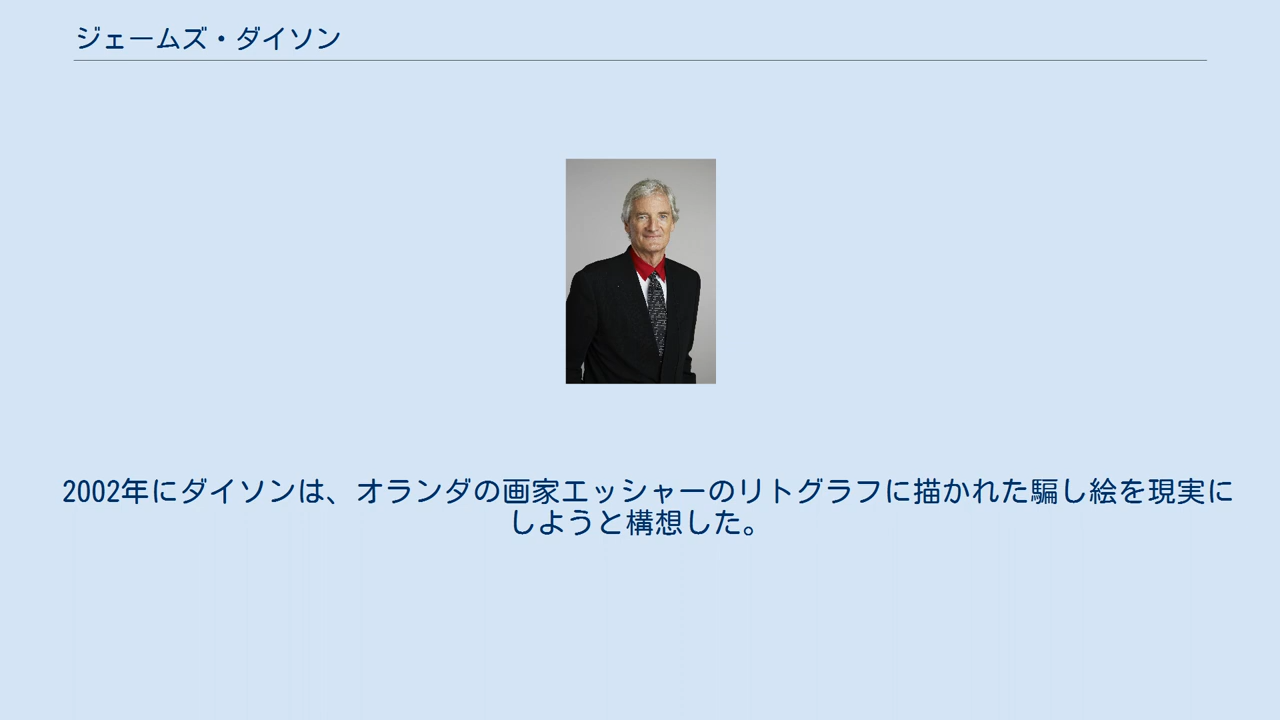 ジェームズ・ダイソン
2002年にダイソンは、オランダの画家エッシャーのリトグラフに描かれた騙し絵を現実に
しようと構想した。